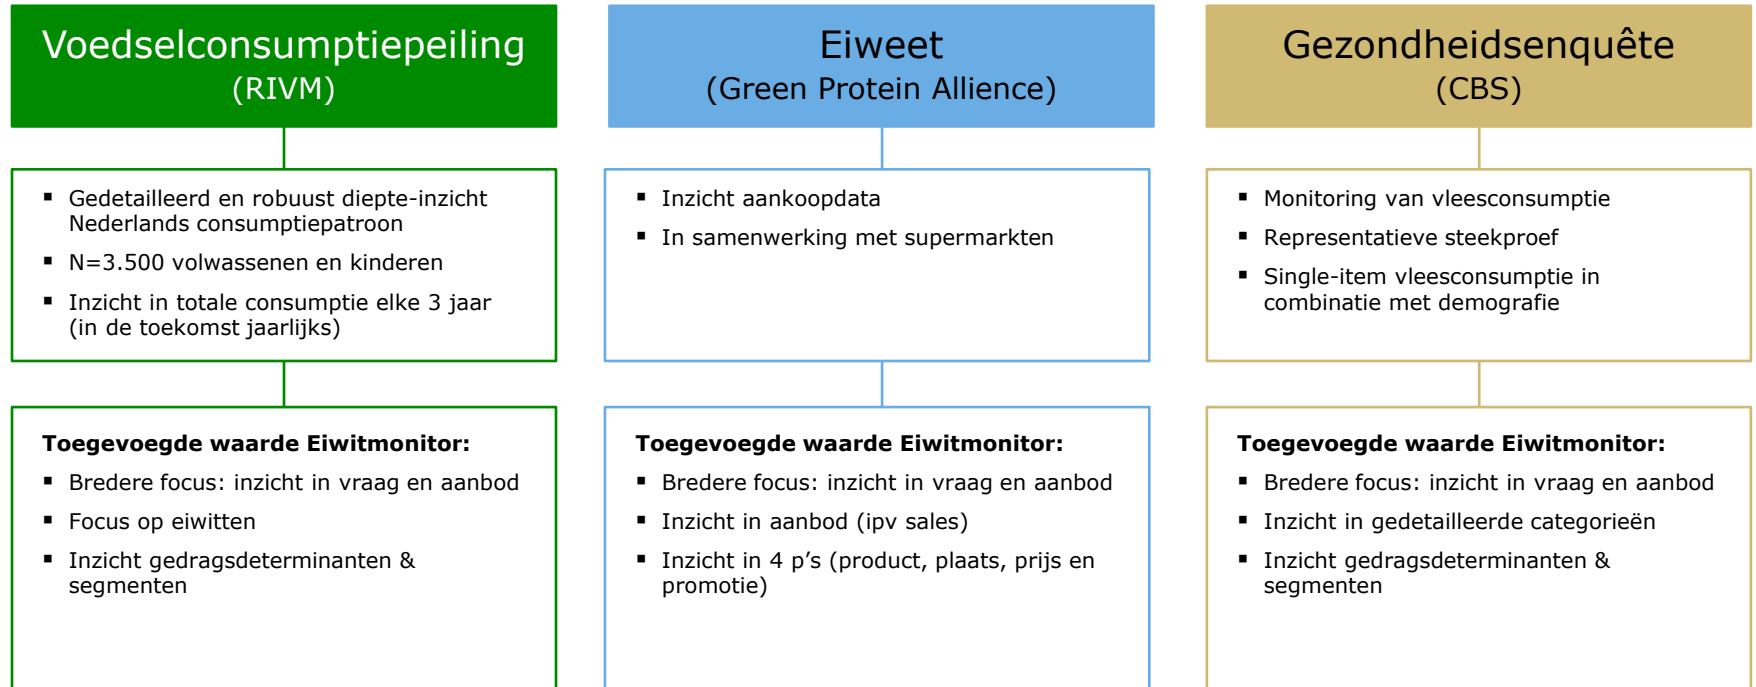 Voedselconsumptiepeiling
(RIVM)
▪ Gedetailleerd en robuust diepte-inzicht
Nederlands consumptiepatroon
▪ N=3.500 volwassenen en kinderen
▪ Inzicht in totale consumptie elke 3 jaar
(in de toekomst jaarlijks)
Toegevoegde waarde Eiwitmonitor:
▪ Bredere focus: inzicht in vraag en aanbod
▪ Focus op eiwitten
▪ Inzicht gedragsdeterminanten &
segmenten
Eiweet
(Green Protein Allience)
▪ Inzicht aankoopdata
▪ In samenwerking met supermarkten
Toegevoegde waarde Eiwitmonitor:
▪ Bredere focus: inzicht in vraag en aanbod
▪ Inzicht in aanbod (ipv sales)
▪ Inzicht in 4 p’s (product, plaats, prijs en
promotie)
Gezondheidsenquête
(CBS)
▪ Monitoring van vleesconsumptie
▪ Representatieve steekproef
▪ Single-item vleesconsumptie in
combinatie met demografie
Toegevoegde waarde Eiwitmonitor:
▪ Bredere focus: inzicht in vraag en aanbod
▪ Inzicht in gedetailleerde categorieën
▪ Inzicht gedragsdeterminanten &
segmenten